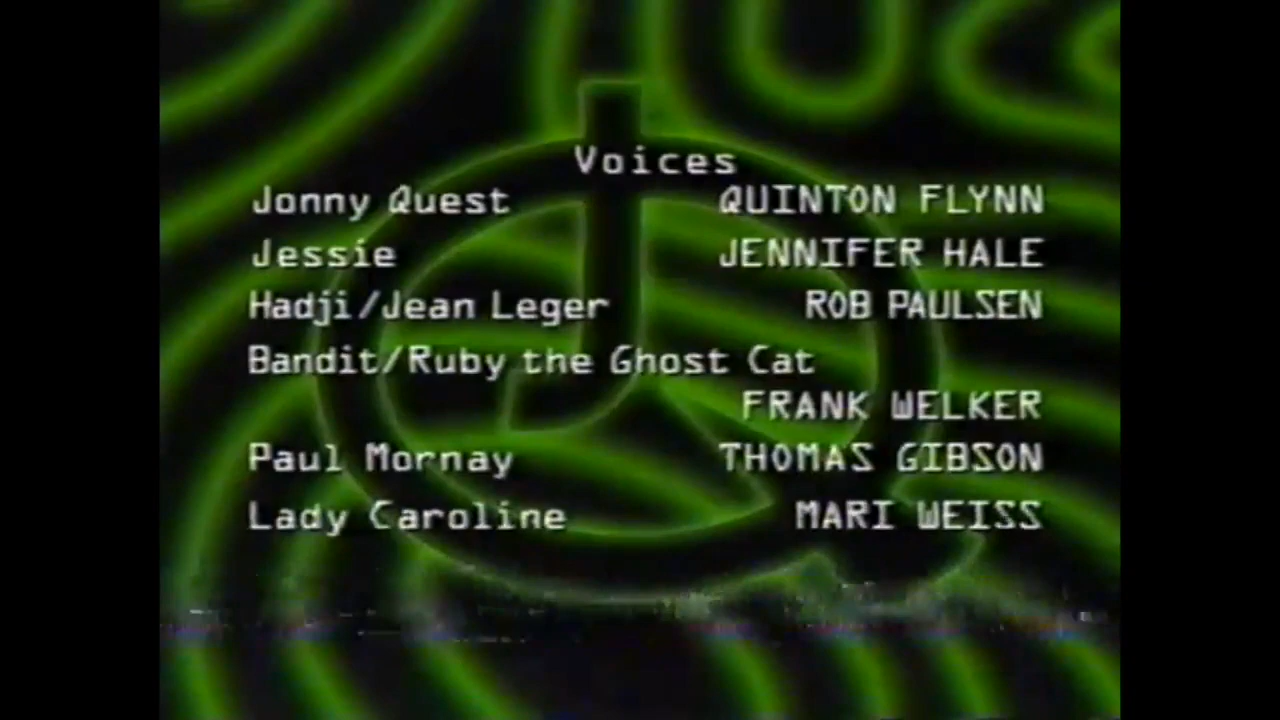 Voices
Jonny Quest QUINTON FLYNN
Jessie JENNIFER HALE
Hadji/Jean Leger ROB PAULSEN
Bandit/Ruby the Ghost Cat
FRANK WELKER
Paul Mornay THOMAS GIBSON
Lady Caroline MARI WEISS